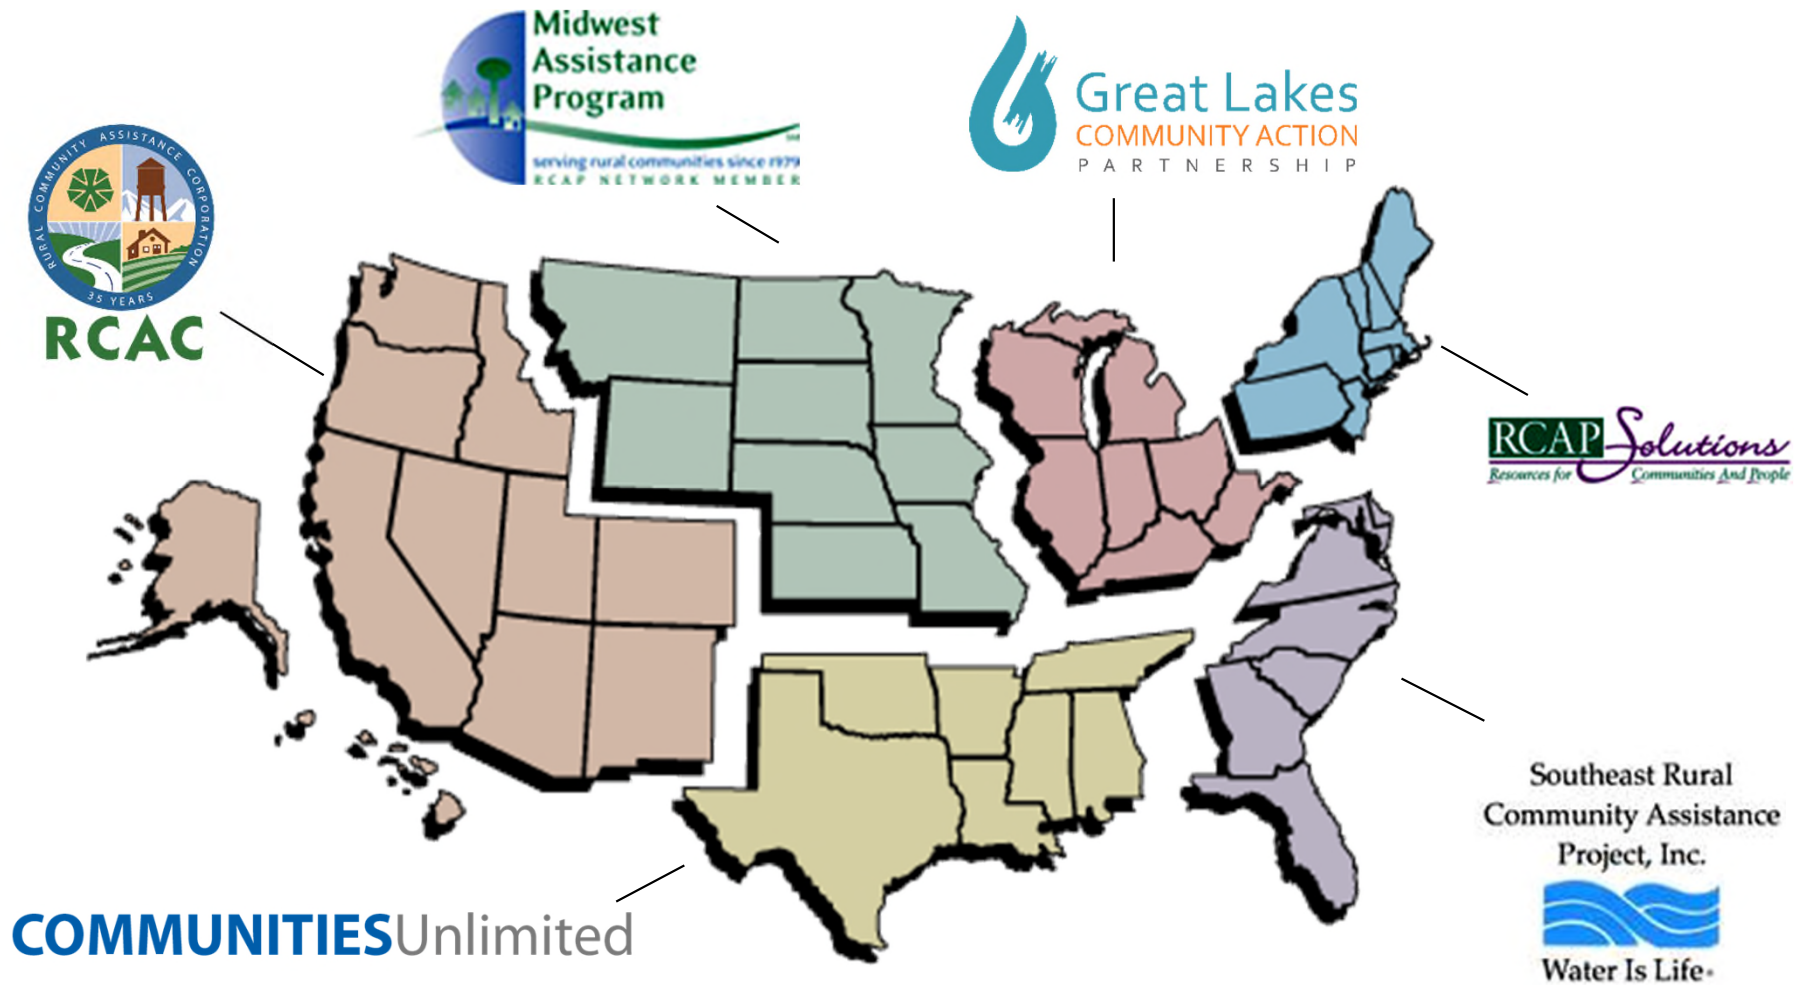 Midwest
Assistance
Program
serving rural communities since 1979
RCAP NETWORK MEMBER
Great Lakes
COMMUNITY ACTION
PARTNERSHIP
RURAL COMMUNITY ASSISTANCE CORPORATION
35 YEARS
RCAC
RCAP Solutions
Resources for Communities And People
Southeast Rural
Community Assistance
Project, Inc.
Water Is Life
COMMUNITIESUnlimited